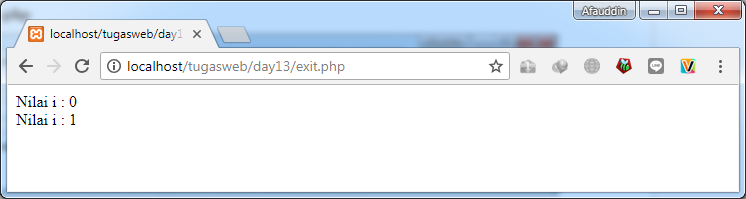 Afauddin
localhost/tugasweb/day1
localhost/tugasweb/day13/exit.php
Nilai i : 0
Nilai i : 1